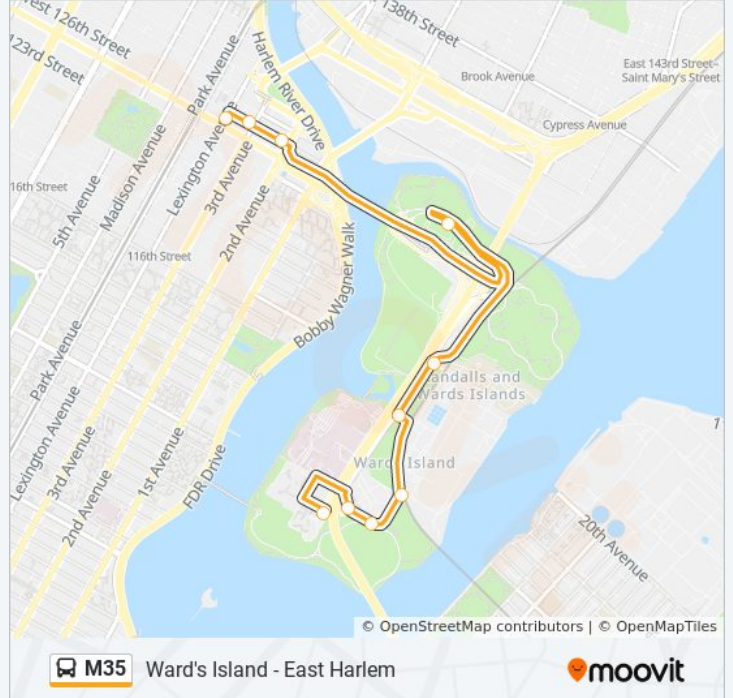 est 126th Street
123rd Street
Park Avenue
Harlem River Drive
138th Street
Brook Avenue
East 143rd Street–
Saint Mary's Street
Cypress Avenue
Lexington Avenue
3rd Avenue
Madison Avenue
16th Street
5th Avenue
2nd Avenue
116th Street
Bobby Wagner Walk
Park Avenue
andalls and
Wards Islands
Lexington Avenue
3rd Avenue
2nd Avenue
1st Avenue
FDR Drive
Ward Island
1
20th Avenue
© OpenStreetMap contributors | © OpenMapTiles
M35 Ward's Island - East Harlem
moovit